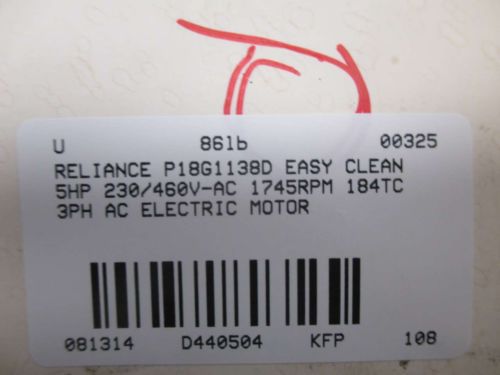 U 86lb 00325
RELIANCE P18G1138D EASY CLEAN
5HP 230/460V-AC 1745RPM 184TC
3PH AC ELECTRIC MOTOR
081314 D440504 KFP 108